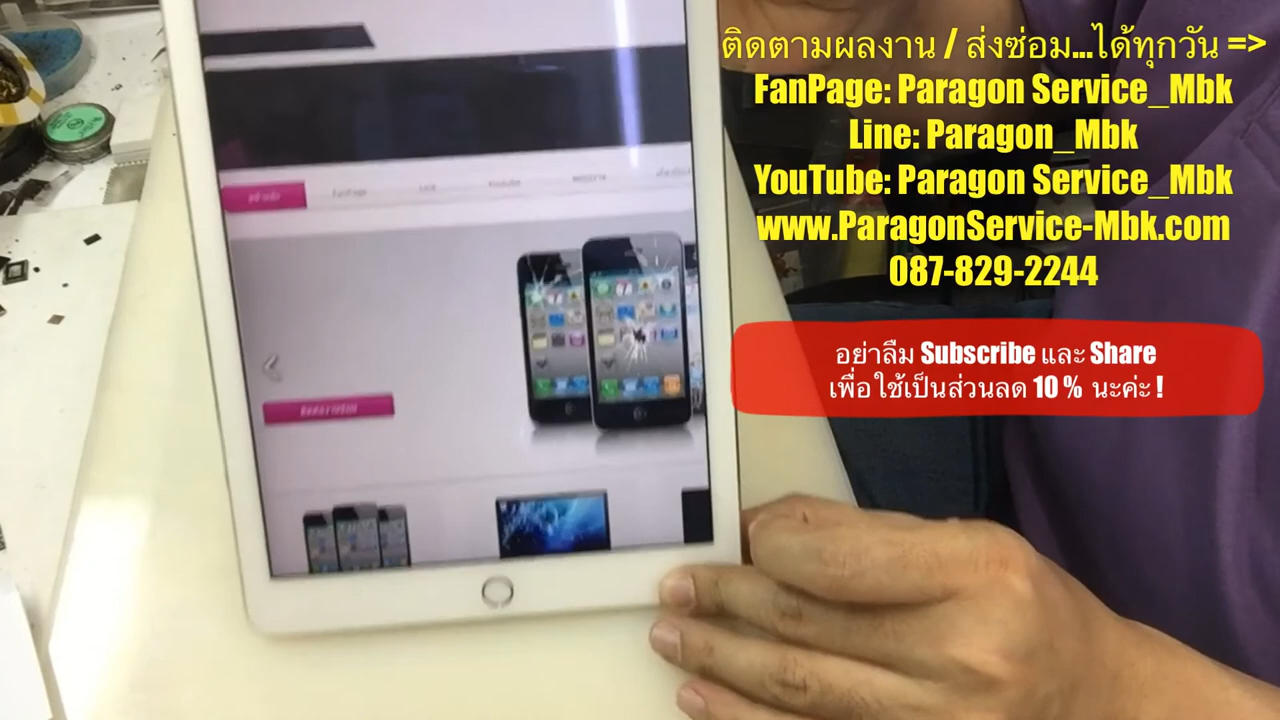 ติดตามผลงาน / ส่งซ่อม...ได้ทุกวัน =>
FanPage: Paragon Service_Mbk
Line: Paragon_Mbk
YouTube: Paragon Service_Mbk
www.ParagonService-Mbk.com
087-829-2244
อย่าลืม Subscribe และ Share
เพื่อใช้เป็นส่วนลด 10 % นะค่ะ !
FanPage
Youtube